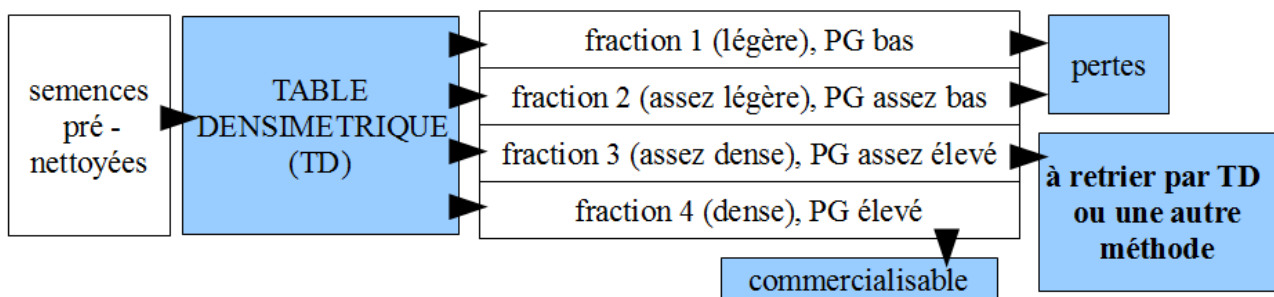 semences
pré -
nettoyées
TABLE
DENSIMETRIQUE
(TD)
fraction 1 (légère), PG bas
fraction 2 (assez légère), PG assez bas
fraction 3 (assez dense), PG assez élevé
fraction 4 (dense), PG élevé
pertes
à retrier par TD
ou une autre
méthode
commercialisable